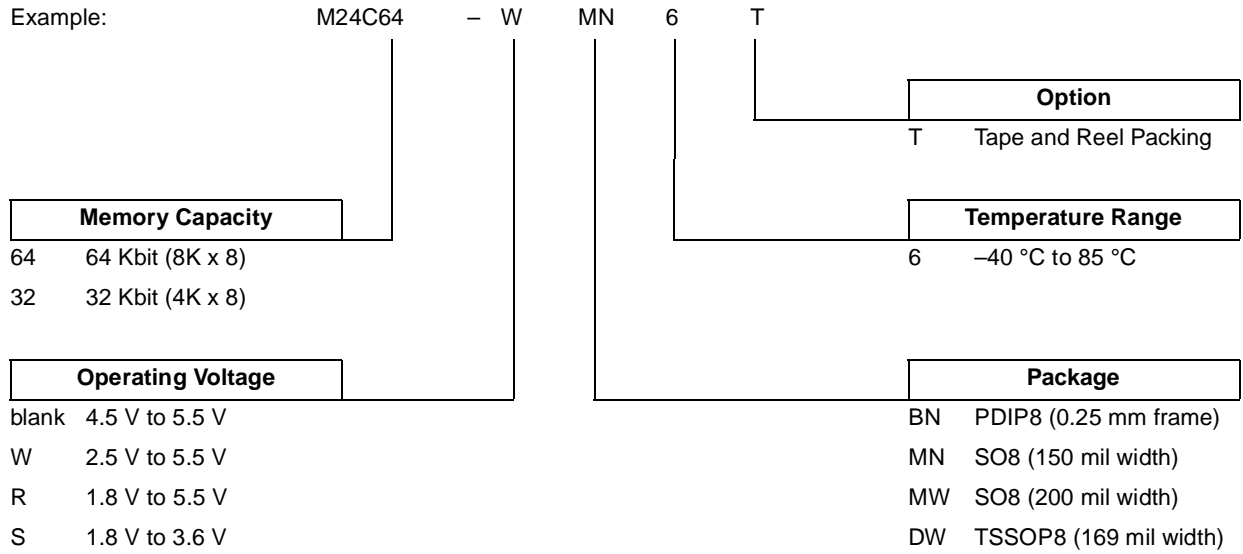 Example: M24C64 – W MN 6 T
Option
T Tape and Reel Packing
Memory Capacity
64 64 Kbit (8K x 8)
32 32 Kbit (4K x 8)
Temperature Range
6 –40 °C to 85 °C
Operating Voltage
blank 4.5 V to 5.5 V
W 2.5 V to 5.5 V
R 1.8 V to 5.5 V
S 1.8 V to 3.6 V
Package
BN PDIP8 (0.25 mm frame)
MN SO8 (150 mil width)
MW SO8 (200 mil width)
DW TSSOP8 (169 mil width)